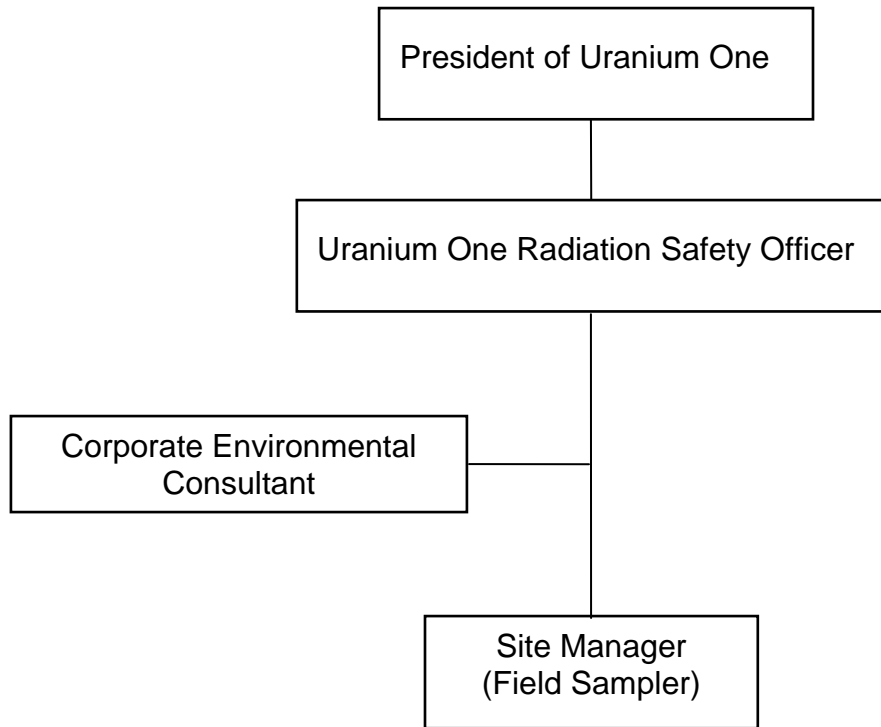 President of Uranium One
Uranium One Radiation Safety Officer
Corporate Environmental
Consultant
Site Manager
(Field Sampler)